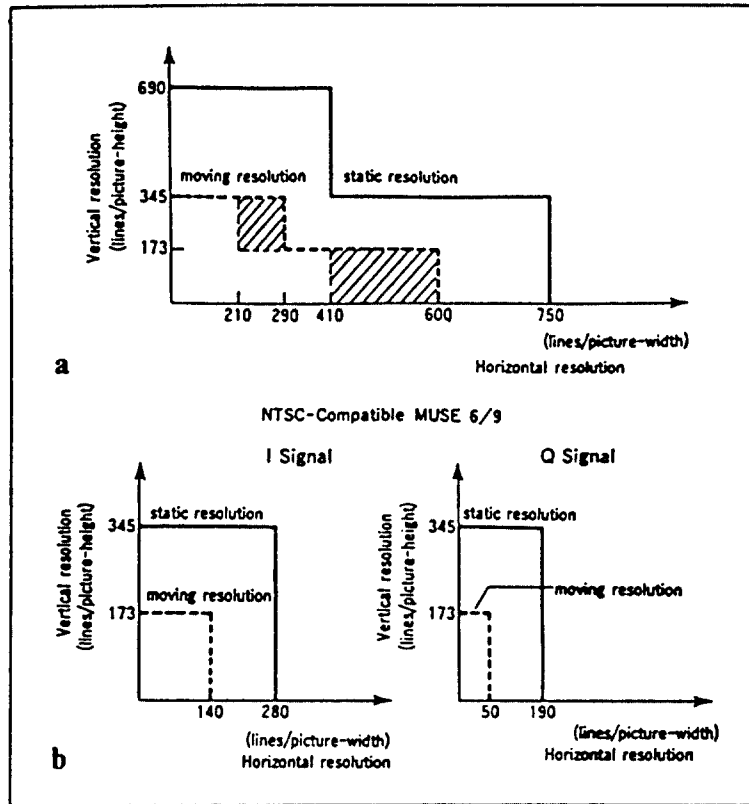 690
345
173
Vertical resolution
(lines/picture-height)
moving resolution
static resolution
210 290 410 600 750
(lines/picture-width)
Horizontal resolution
a
NTSC-Compatible MUSE 6/9
I Signal
345
173
Vertical resolution
(lines/picture-height)
static resolution
moving resolution
140 280
(lines/picture-width)
Horizontal resolution
Q Signal
345
173
Vertical resolution
(lines/picture-height)
static resolution
moving resolution
50 190
(lines/picture-width)
Horizontal resolution
b